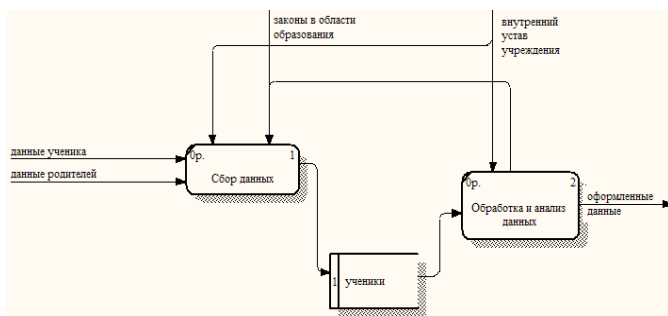 законы в области
образования
внутренний
устав
учреждения
данные ученика
данные родителей
0р. 1
Сбор данных
0р. 2
Обработка и анализ
данных
оформленные
данные
1 ученики